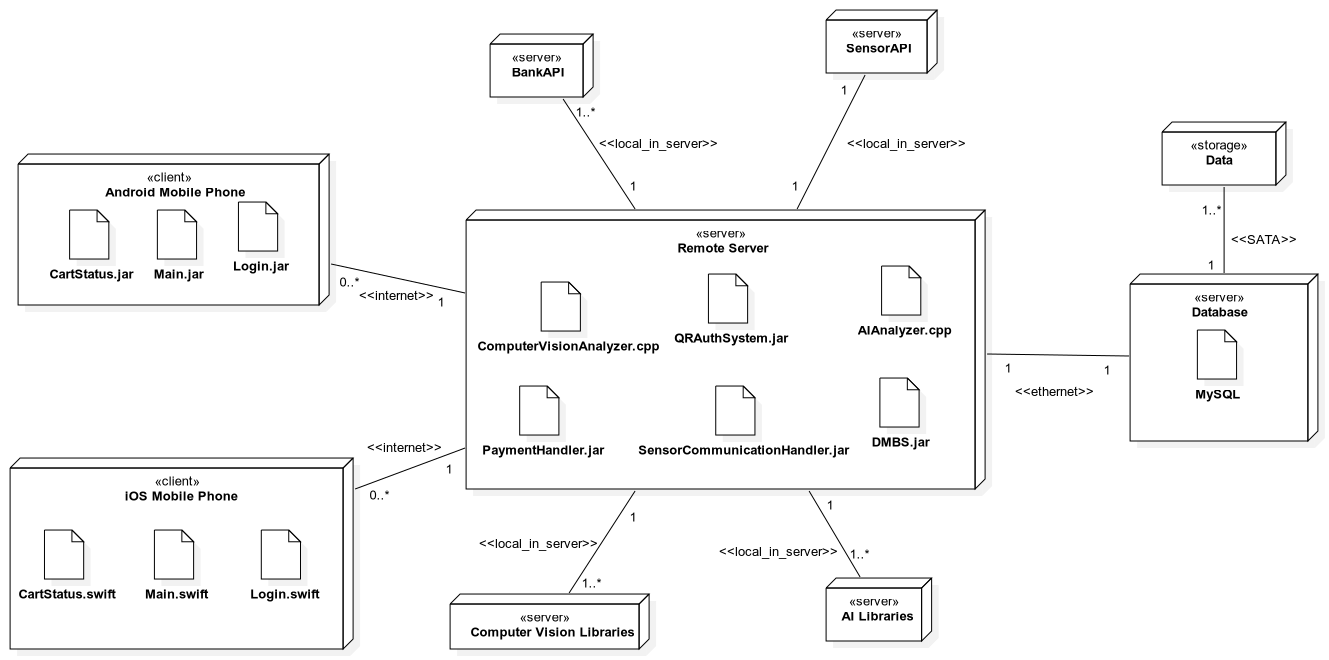 «server»
SensorAPI
«server»
BankAPI
1
1..*
<<local_in_server>>
<<local_in_server>>
«storage»
Data
«client»
Android Mobile Phone
1
1
1..*
«server»
Remote Server
<<SATA>>
CartStatus.jar
Main.jar
Login.jar
1
0..*
<<internet>>
1
«server»
Database
ComputerVisionAnalyzer.cpp
QRAuthSystem.jar
AIAnalyzer.cpp
1
1
<<ethernet>>
MySQL
PaymentHandler.jar
SensorCommunicationHandler.jar
DMBS.jar
<<internet>>
1
0..*
«client»
iOS Mobile Phone
1
1
<<local_in_server>>
<<local_in_server>>
1..*
1..*
CartStatus.swift
Main.swift
Login.swift
«server»
Computer Vision Libraries
«server»
AI Libraries